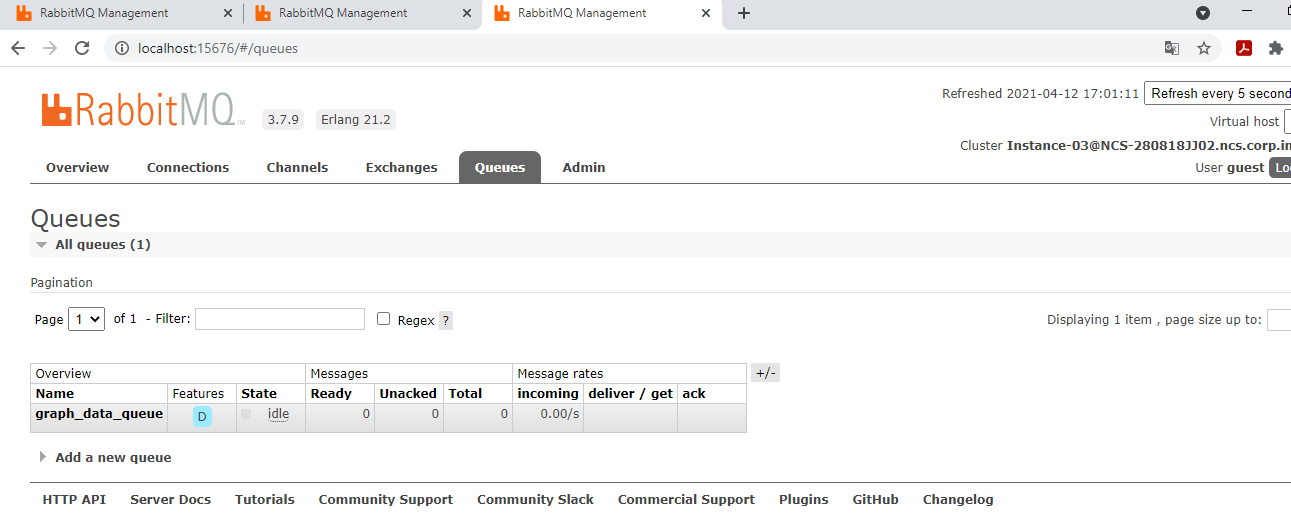 RabbitMQ Management RabbitMQ Management RabbitMQ Management
localhost:15676/#/queues
RabbitMQ TM 3.7.9 Erlang 21.2
Refreshed 2021-04-12 17:01:11 Refresh every 5 second
Virtual host
Cluster Instance-03@NCS-280818JJ02.ncs.corp.in
User guest Lo
Overview Connections Channels Exchanges Queues Admin
Queues
All queues (1)
Pagination
Page 1 of 1 - Filter: Regex ? Displaying 1 item , page size up to:
Overview Messages Message rates +/-
Name Features State Ready Unacked Total incoming deliver / get ack
graph_data_queue D idle 0 0 0 0.00/s
Add a new queue
HTTP API Server Docs Tutorials Community Support Community Slack Commercial Support Plugins GitHub Changelog